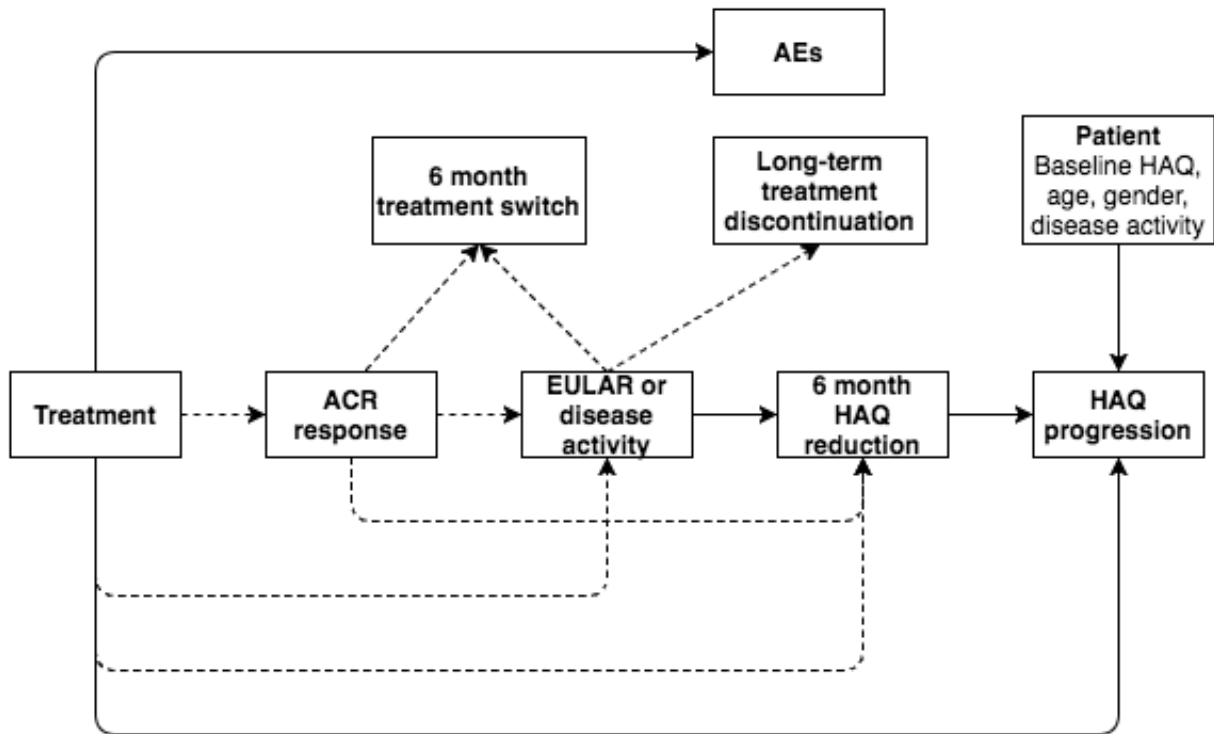 AEs
6 month
treatment switch
Long-term
treatment
discontinuation
Patient
Baseline HAQ,
age, gender,
disease activity
Treatment
ACR
response
EULAR or
disease
activity
6 month
HAQ
reduction
HAQ
progression